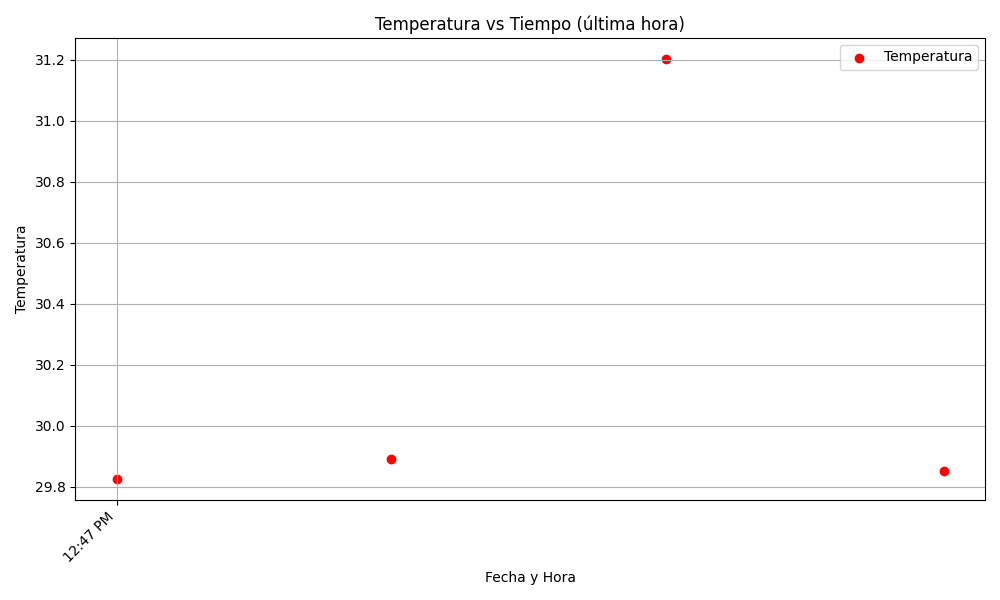 Temperatura vs Tiempo (última hora)
Temperatura
31.2
31.0
30.8
30.6
30.4
30.2
30.0
29.8
Temperatura
12:47 PM
Fecha y Hora